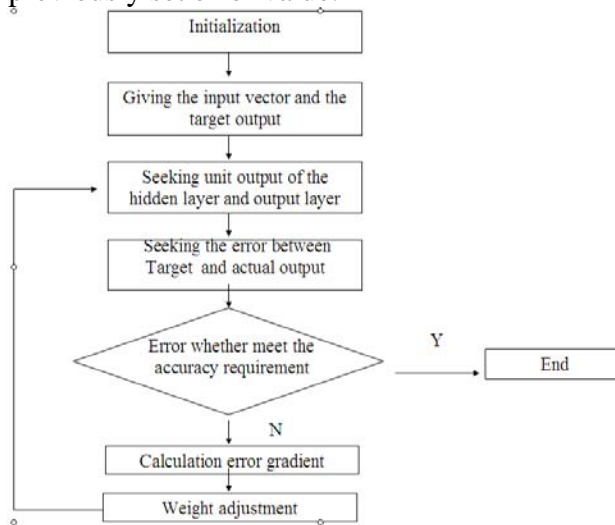 Initialization
Giving the input vector and the
target output
Seeking unit output of the
hidden layer and output layer
Seeking the error between
Target and actual output
Error whether meet the
accuracy requirement
Y
End
N
Calculation error gradient
Weight adjustment